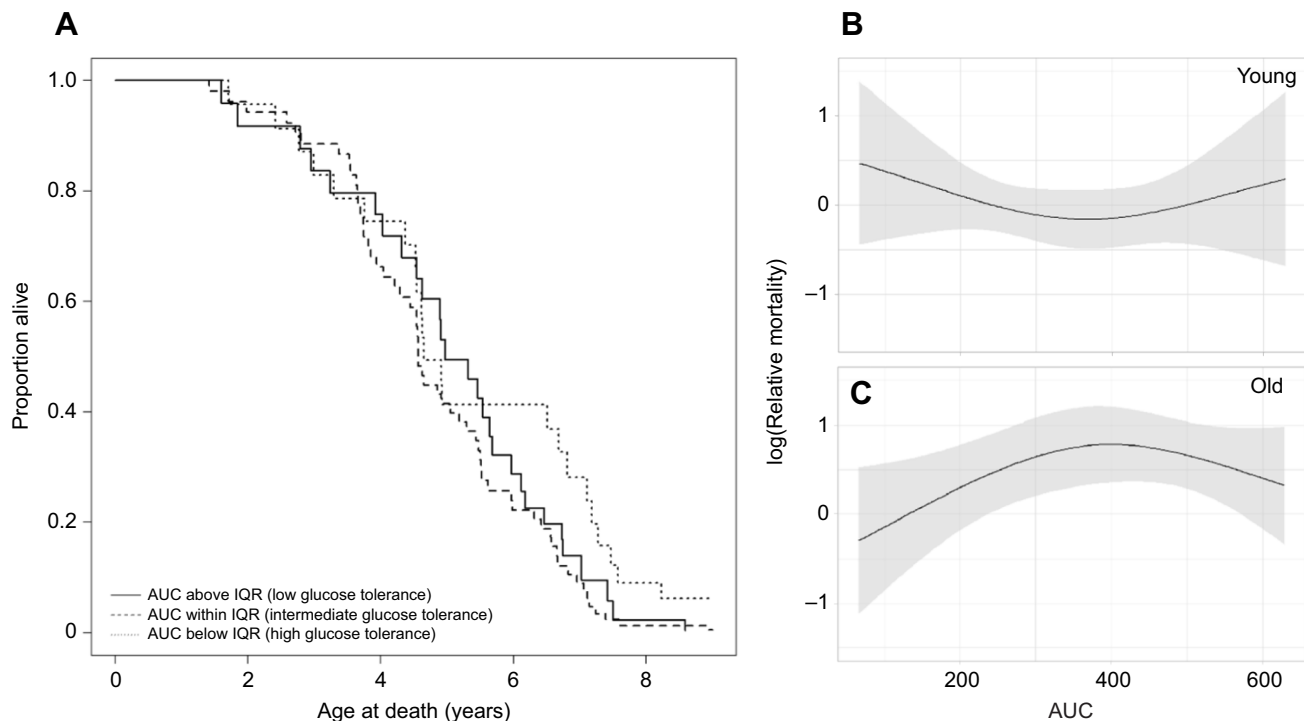 A
1.0
0.8
0.6
0.4
0.2
0
Proportion alive
AUC above IQR (low glucose tolerance)
AUC within IQR (intermediate glucose tolerance)
AUC below IQR (high glucose tolerance)
0 2 4 6 8
Age at death (years)
B
Young
1
0
–1
log(Relative mortality)
C
Old
1
0
–1
200 400 600
AUC